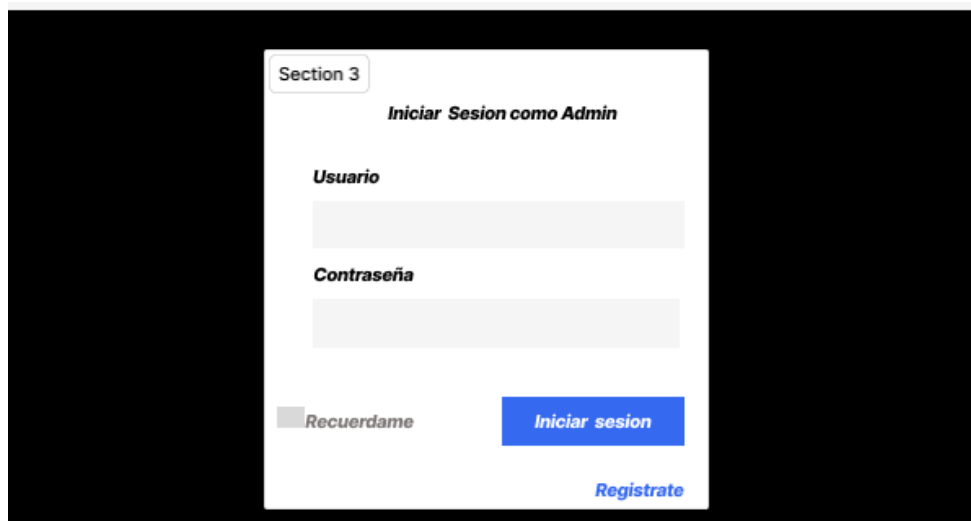 Section 3
Iniciar Sesion como Admin
Usuario
Contraseña
Recuerdame
Iniciar sesion
Registrate